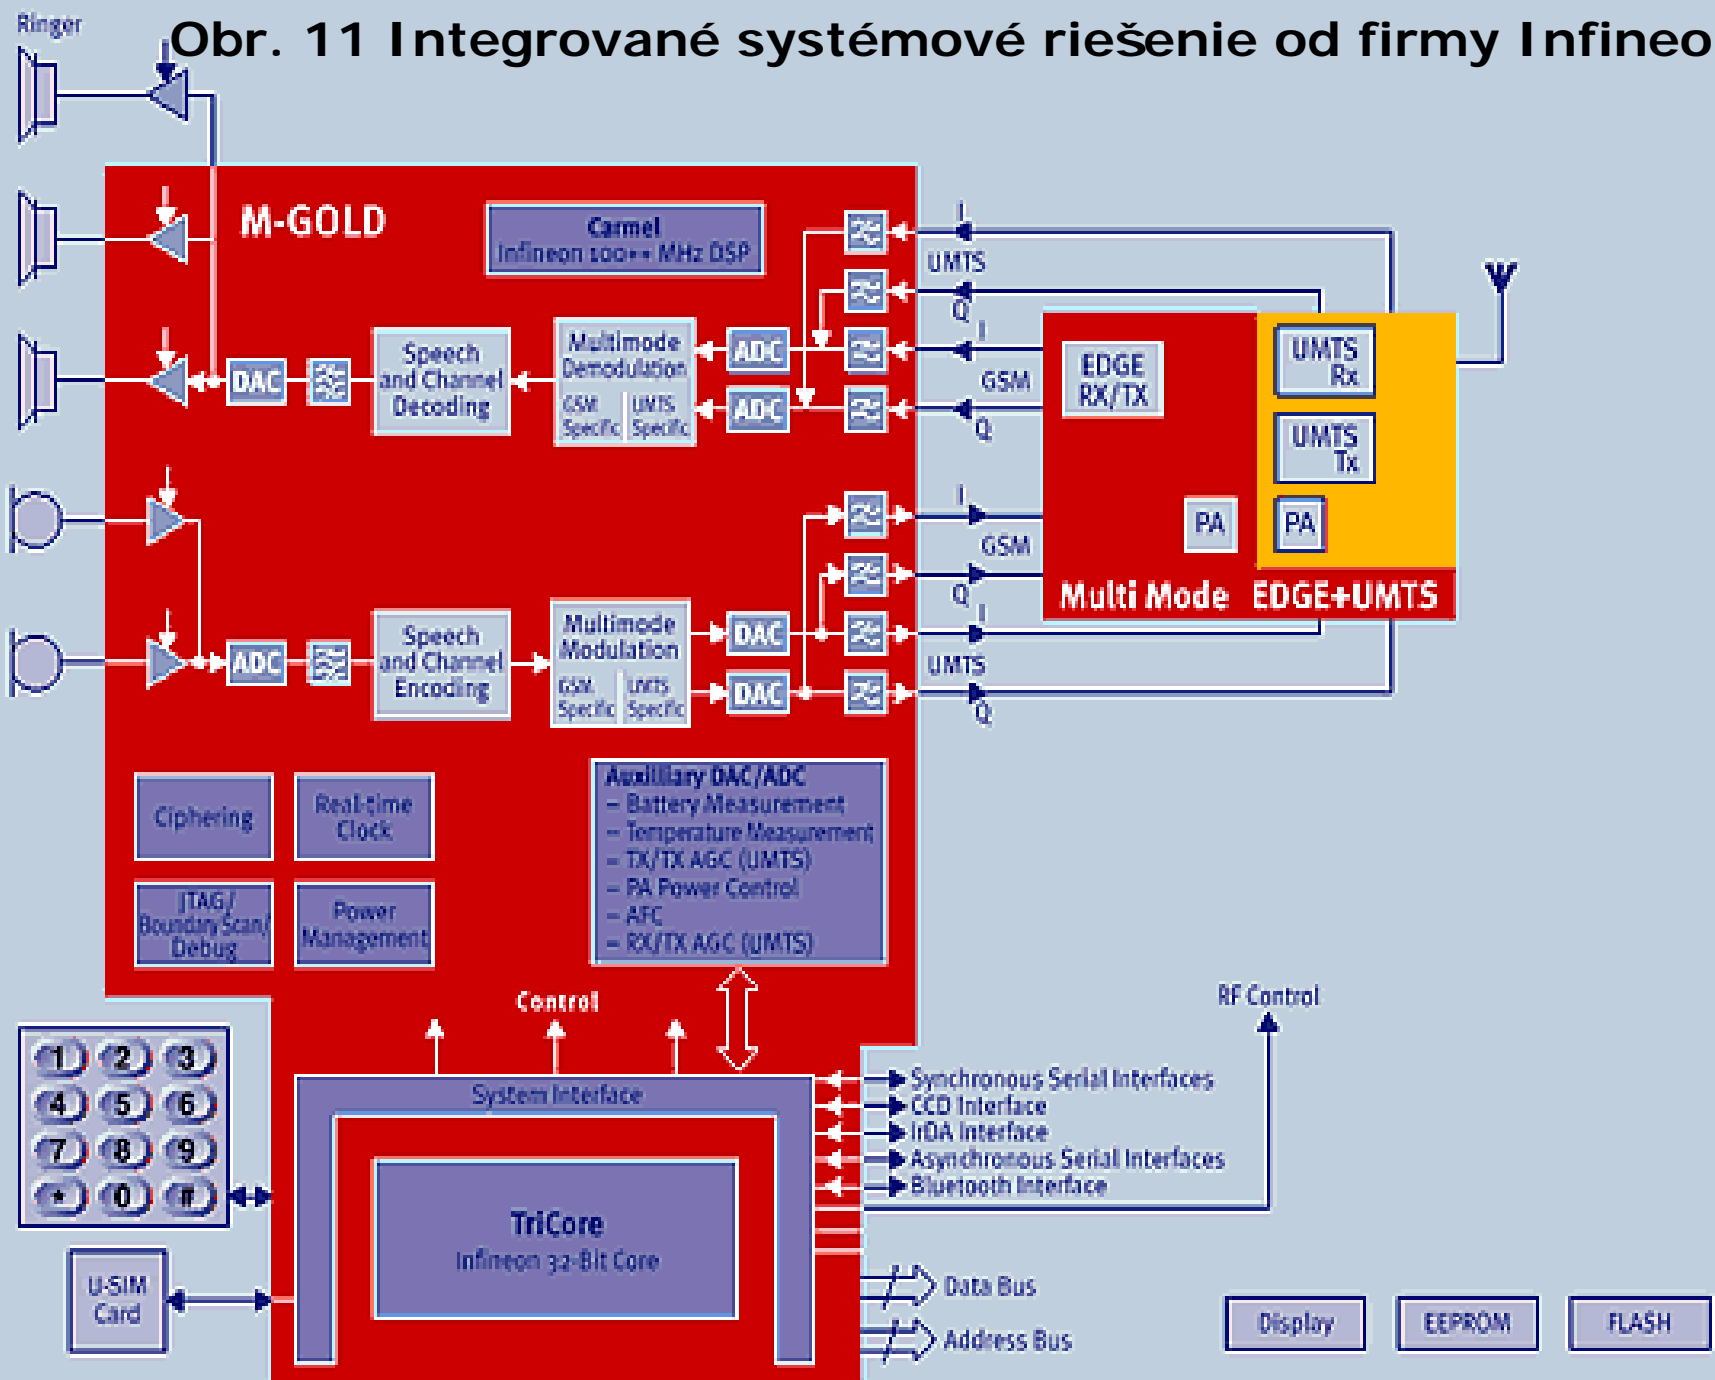 Ringer
Obr. 11 Integrované systémové riešenie od firmy Infineo
M-GOLD
Carmel
Infineon 100++ MHz DSP
I
UMTS
Q
I
GSM
Q
DAC
Speech
and Channel
Decoding
Multimode
Demodulation
GSM
Specific
UMTS
Specific
ADC
ADC
EDGE
RX/TX
UMTS
Rx
UMTS
Tx
PA
PA
Multi Mode EDGE+UMTS
I
GSM
Q
I
UMTS
Q
ADC
Speech
and Channel
Encoding
Multimode
Modulation
GSM
Specific
UMTS
Specific
DAC
DAC
Ciphering
Real-time
Clock
JTAG/
Boundary Scan/
Debug
Power
Management
Auxilliary DAC/ADC
– Battery Measurement
– Temperature Measurement
– TX/TX AGC (UMTS)
– PA Power Control
– AFC
– RX/TX AGC (UMTS)
Control
RF Control
1 2 3
4 5 6
7 8 9
* 0 #
System Interface
Synchronous Serial Interfaces
CCD Interface
IrDA Interface
Asynchronous Serial Interfaces
Bluetooth Interface
TriCore
Infineon 32-Bit Core
U-SIM
Card
Data Bus
Address Bus
Display
EEPROM
FLASH